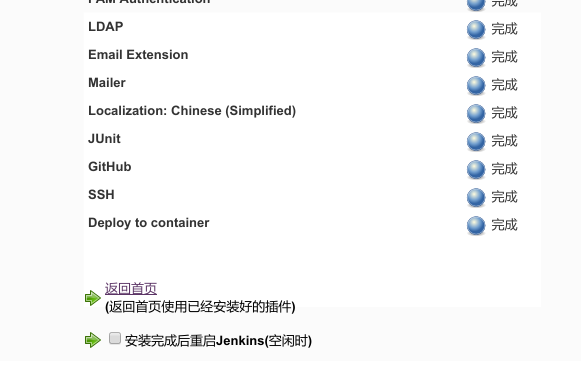 PAM Authentication 完成
LDAP 完成
Email Extension 完成
Mailer 完成
Localization: Chinese (Simplified) 完成
JUnit 完成
GitHub 完成
SSH 完成
Deploy to container 完成
返回首页
(返回首页使用已经安装好的插件)
安装完成后重启Jenkins(空闲时)